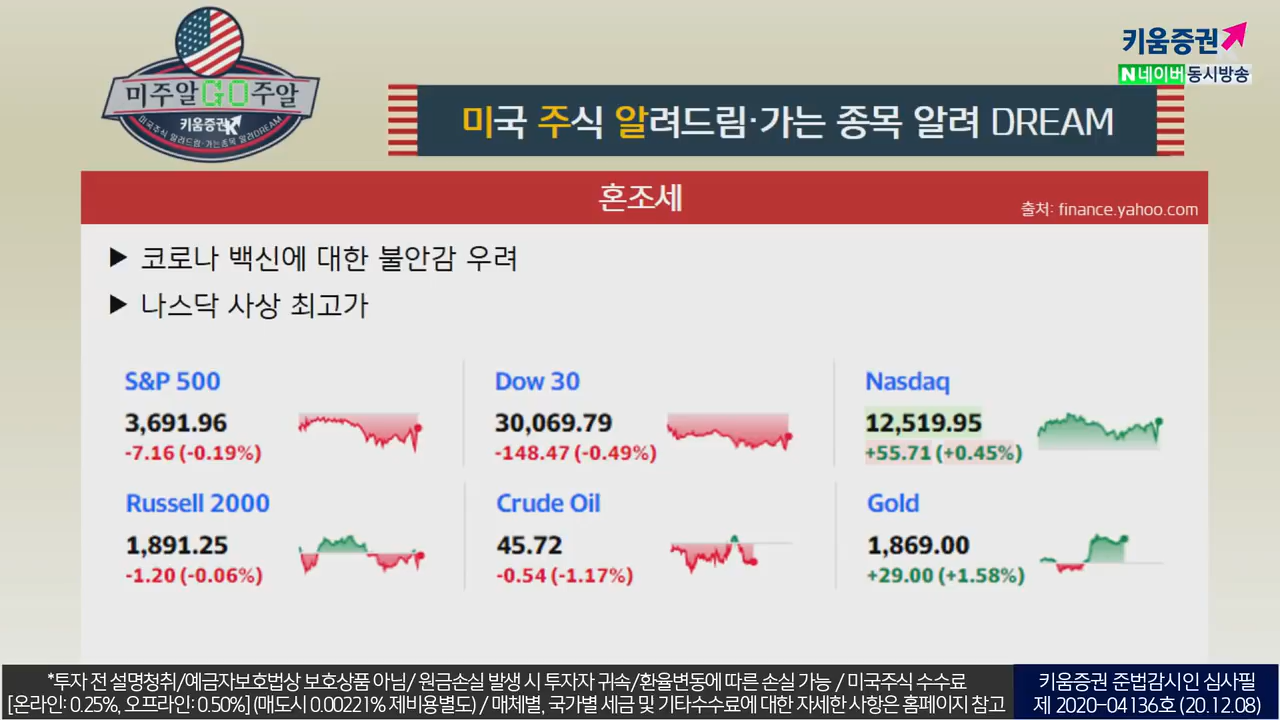 미주알GO주알
키움증권
미국주식 알려드림·가는종목 알려DREAM
미국 주식 알려드림·가는 종목 알려 DREAM
키움증권
N 네이버 동시방송
혼조세
출처: finance.yahoo.com
▶ 코로나 백신에 대한 불안감 우려
▶ 나스닥 사상 최고가
S&P 500
3,691.96
-7.16 (-0.19%)
Dow 30
30,069.79
-148.47 (-0.49%)
Nasdaq
12,519.95
+55.71 (+0.45%)
Russell 2000
1,891.25
-1.20 (-0.06%)
Crude Oil
45.72
-0.54 (-1.17%)
Gold
1,869.00
+29.00 (+1.58%)
*투자 전 설명청취/예금자보호법상 보호상품 아님/ 원금손실 발생 시 투자자 귀속/환율변동에 따른 손실 가능 / 미국주식 수수료
[온라인: 0.25%, 오프라인: 0.50%] (매도시 0.00221% 제비용별도) / 매체별, 국가별 세금 및 기타수수료에 대한 자세한 사항은 홈페이지 참고
키움증권 준법감시인 심사필
제 2020-04136호 (20.12.08)